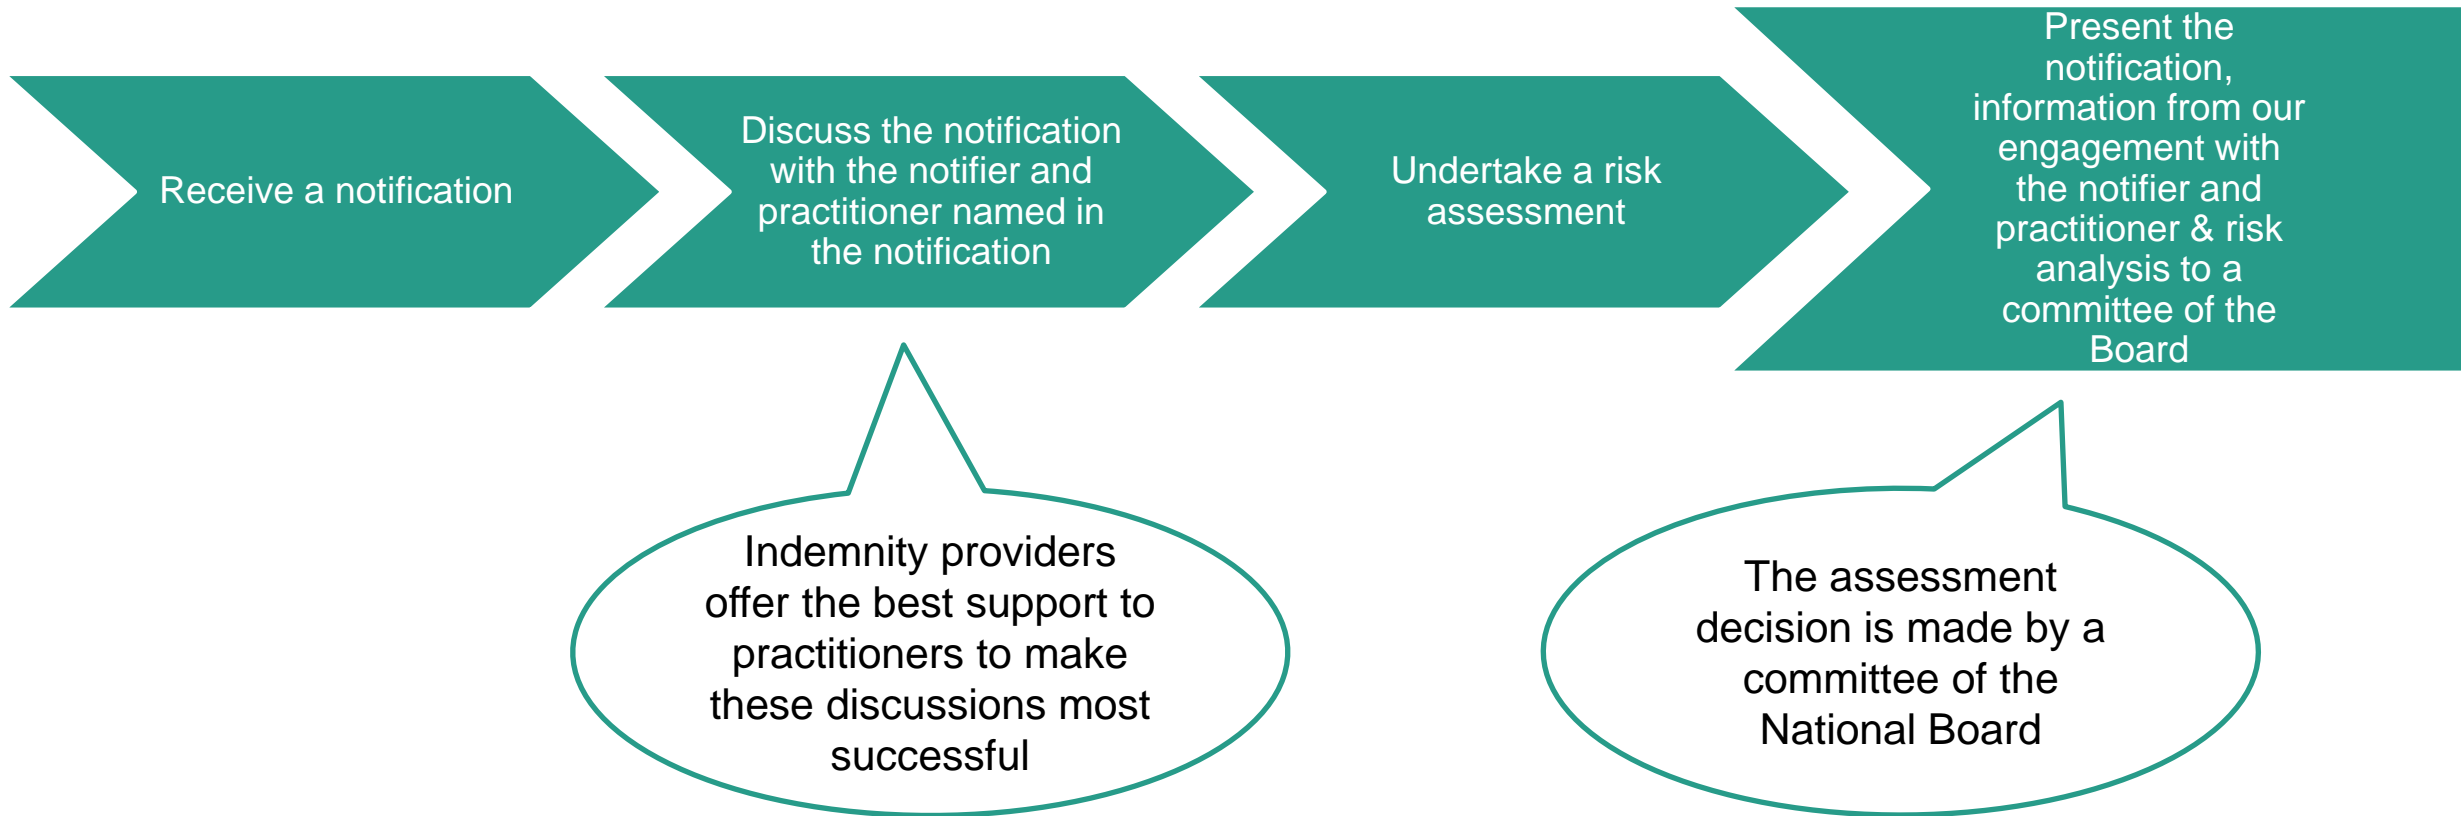 Receive a notification
Discuss the notification
with the notifier and
practitioner named in
the notification
Undertake a risk
assessment
Present the
notification,
information from our
engagement with
the notifier and
practitioner & risk
analysis to a
committee of the
Board
Indemnity providers
offer the best support to
practitioners to make
these discussions most
successful
The assessment
decision is made by a
committee of the
National Board